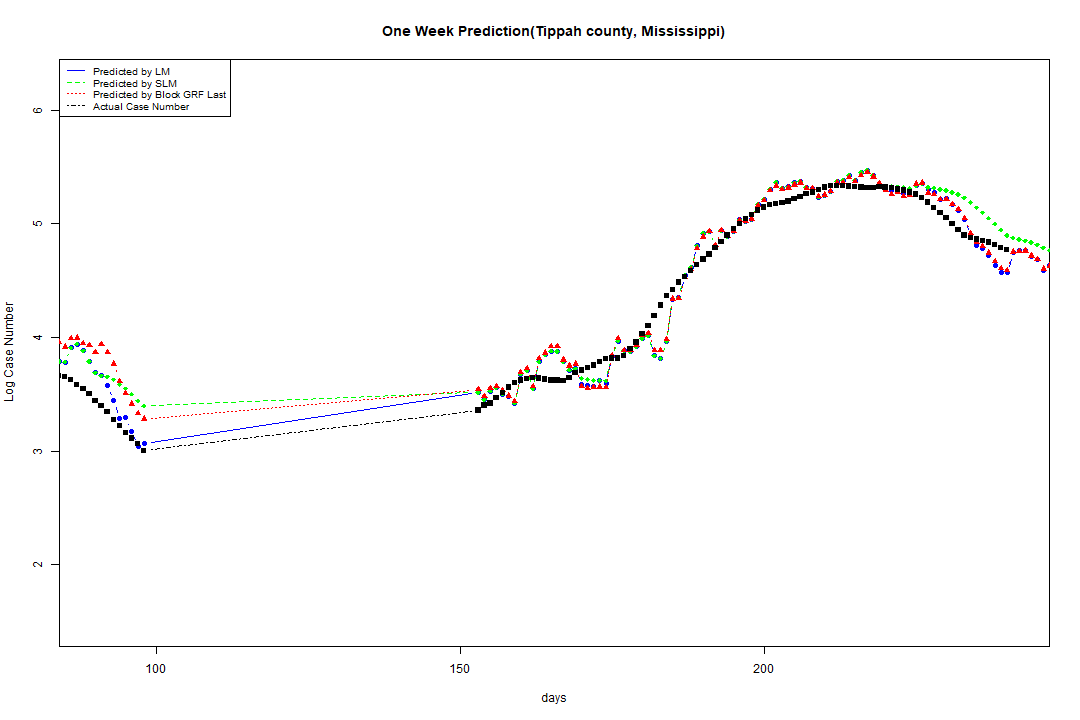 One Week Prediction(Tippah county, Mississippi)
Predicted by LM
Predicted by SLM
Predicted by Block GRF Last
Actual Case Number
6
5
4
3
2
Log Case Number
100 150 200
days